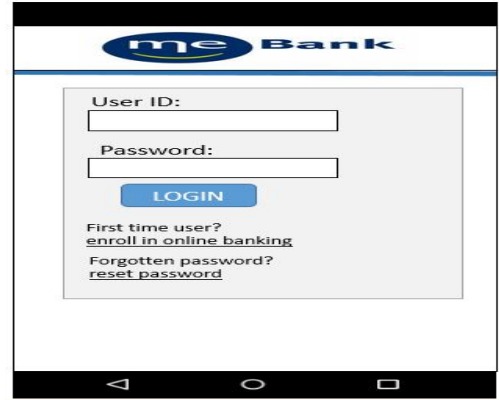 me Bank
User ID:
Password:
LOGIN
First time user?
enroll in online banking
Forgotten password?
reset password